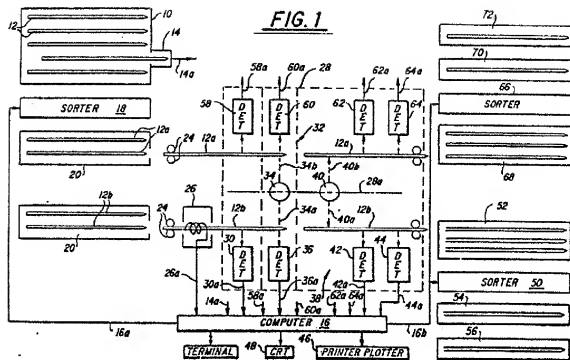 FIG. 1
10
12
14
14a
58a
60a
28
62a
64a
72
70
66
SORTER 18
58
DET
60
DET
62
DET
64
DET
SORTER
12a
24
12a
32
12a
20
34b
40b
68
34
40
28a
26
12b
24
12b
34a
40a
12b
52
20
30
DET
36
DET
42
DET
44
DET
26a
30a
36a
38
42a
44a
SORTER 50
14a
58a
60a
62a
64a
54
16a
COMPUTER 16
16b
TERMINAL
48
CRT
46
PRINTER PLOTTER
56